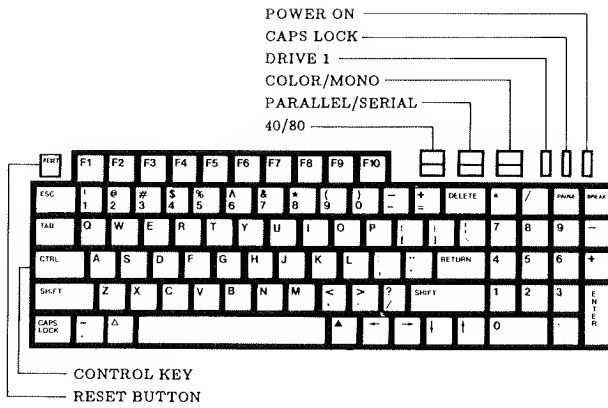 POWER ON
CAPS LOCK
DRIVE 1
COLOR/MONO
PARALLEL/SERIAL
40/80
RESET F1 F2 F3 F4 F5 F6 F7 F8 F9 F10
ESC ! 1 @ 2 # 3 $ 4 % 5 ^ 6 & 7 * 8 ( 9 ) 0 – - + = DELETE * / PAUSE BREAK
TAB Q W E R T Y U I O P [ ] \ 7 8 9 –
CTRL A S D F G H J K L ; " RETURN 4 5 6 +
SHIFT Z X C V B N M < , > . ? / SHIFT 1 2 3 ENTER
CAPS LOCK ~ △ ▲ ← → ↓ ↑ 0 .
CONTROL KEY
RESET BUTTON